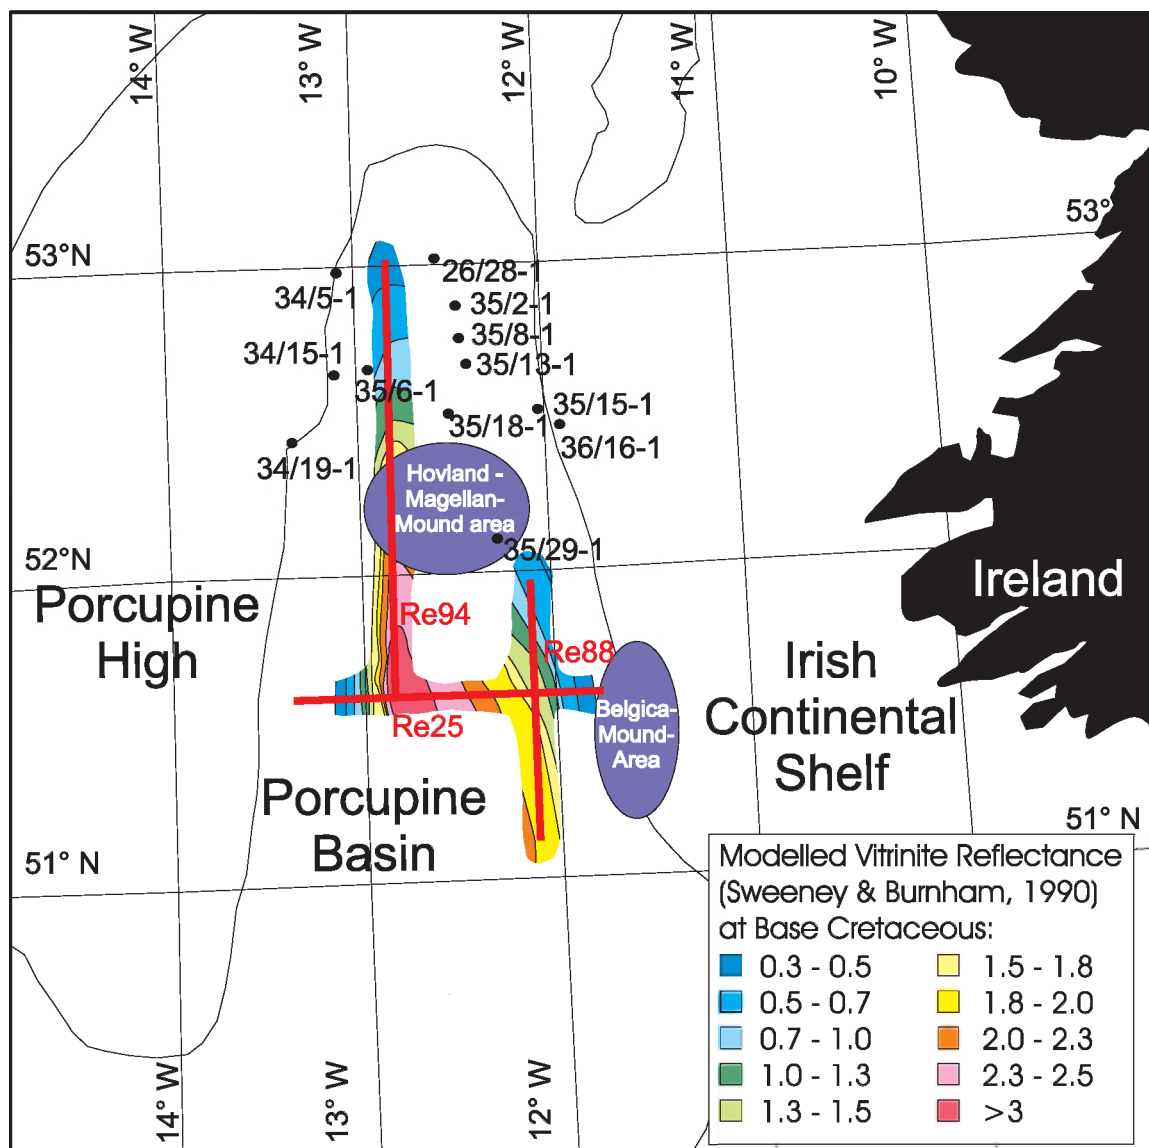 14° W
13° W
12° W
11° W
10° W
53°
53°N
26/28-1
34/5-1
35/2-1
35/8-1
34/15-1
35/13-1
35/6-1
35/15-1
35/18-1
36/16-1
34/19-1
Hovland -
Magellan-
Mound area
35/29-1
52°N
Ireland
Porcupine
High
Re94
Re88
Irish
Continental
Shelf
Re25
Belgica-
Mound-
Area
Porcupine
Basin
51° N
51° N
Modelled Vitrinite Reflectance
(Sweeney & Burnham, 1990)
at Base Cretaceous:
0.3 - 0.5
0.5 - 0.7
0.7 - 1.0
1.0 - 1.3
1.3 - 1.5
1.5 - 1.8
1.8 - 2.0
2.0 - 2.3
2.3 - 2.5
>3
14° W
13° W
12° W